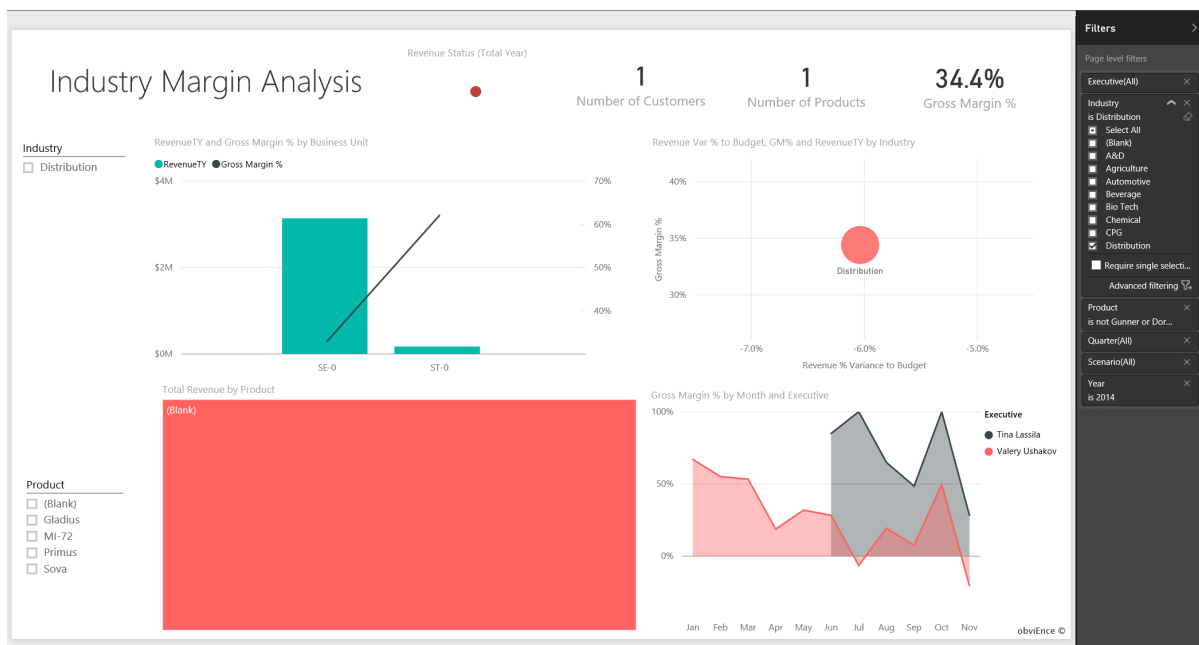 Industry Margin Analysis
Revenue Status (Total Year)
1
Number of Customers
1
Number of Products
34.4%
Gross Margin %
Industry
Distribution
RevenueTY and Gross Margin % by Business Unit
RevenueTY Gross Margin %
$4M
$2M
$0M
70%
60%
50%
40%
SE-0 ST-0
Revenue Var % to Budget, GM% and RevenueTY by Industry
Gross Margin %
40%
35%
30%
Distribution
-7.0% -6.0% -5.0%
Revenue % Variance to Budget
Product
(Blank)
Gladius
MI-72
Primus
Sova
Total Revenue by Product
(Blank)
Gross Margin % by Month and Executive
100%
50%
0%
Jan Feb Mar Apr May Jun Jul Aug Sep Oct Nov
Executive
Tina Lassila
Valery Ushakov
obviEnce ©
Filters
Page level filters
Executive(All)
Industry
is Distribution
Select All
(Blank)
A&D
Agriculture
Automotive
Beverage
Bio Tech
Chemical
CPG
Distribution
Require single selecti...
Advanced filtering
Product
is not Gunner or Dor...
Quarter(All)
Scenario(All)
Year
is 2014